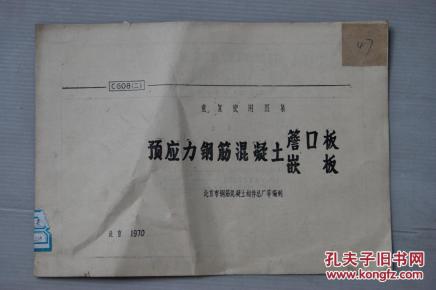 47
CG08(二)
重复使用图集
预应力钢筋混凝土簷口板
嵌板
北京市钢筋混凝土构件总厂等编制
北京 1970
孔夫子旧书网
www.kongfz.com